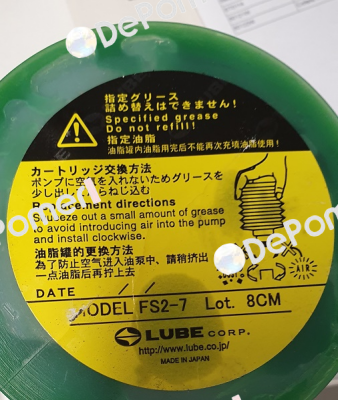 DePomeri
指定グリース
詰め替えはできません!
Specified grease
Do not refill!
指定油脂
油脂罐内油脂用完后不能再次充填油脂使用!
カートリッジ交換方法
ポンプに空気を入れないためグリースを
少し出し ねじ込む
directions
out a small amount of grease
to avoid introducing air into the pump
and install clockwise.
油脂罐的更换方法
為了防止空气进入油泵中、請稍挤出
一点油脂后再拧上去
DATE / /
MODEL FS2-7 Lot. 8CM
LUBE CORP.
http://www.lube.co.jp/
MADE IN JAPAN